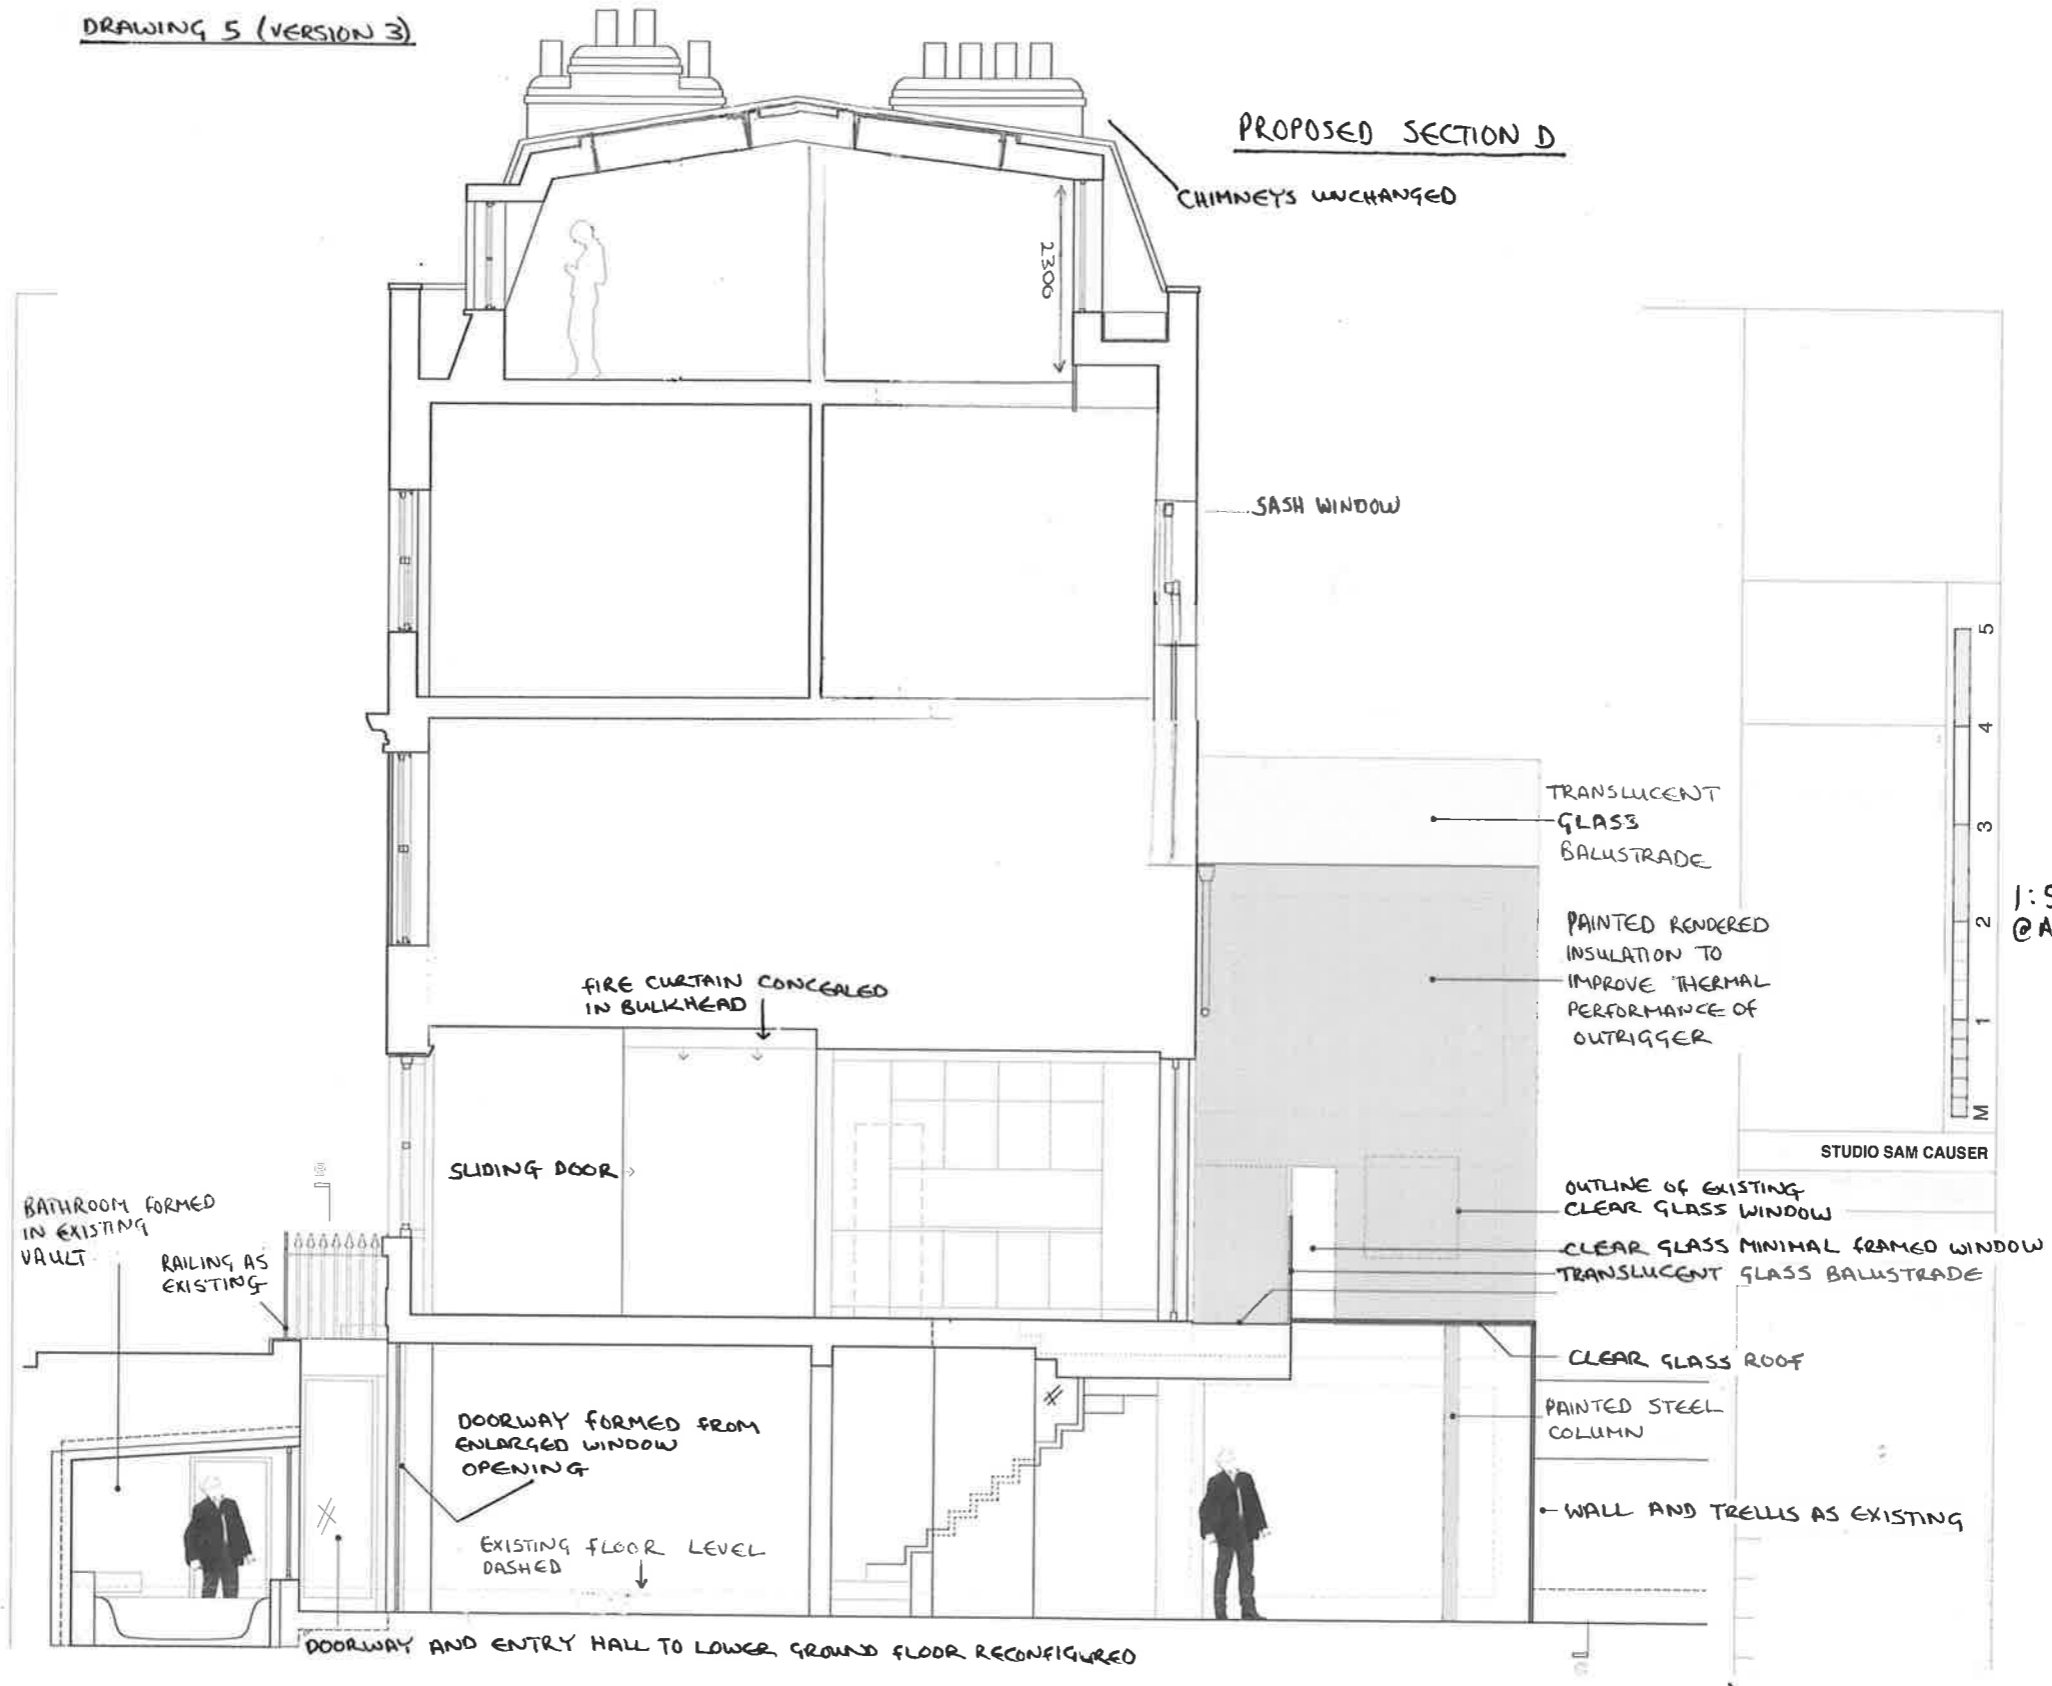 DRAWING 5 (VERSION 3)
PROPOSED SECTION D
CHIMNEYS UNCHANGED
2300
SASH WINDOW
TRANSLUCENT
GLASS
BALUSTRADE
5
4
3
2
1
M
1:5
@A
PAINTED RENDERED
INSULATION TO
IMPROVE THERMAL
PERFORMANCE OF
OUTRIGGER
FIRE CURTAIN CONCEALED
IN BULKHEAD
STUDIO SAM CAUSER
SLIDING DOOR
OUTLINE OF EXISTING
CLEAR GLASS WINDOW
CLEAR GLASS MINIMAL FRAMED WINDOW
TRANSLUCENT GLASS BALUSTRADE
BATHROOM FORMED
IN EXISTING
VAULT
RAILING AS
EXISTING
CLEAR GLASS ROOF
PAINTED STEEL
COLUMN
DOORWAY FORMED FROM
ENLARGED WINDOW
OPENING
WALL AND TRELLIS AS EXISTING
EXISTING FLOOR LEVEL
DASHED
DOORWAY AND ENTRY HALL TO LOWER GROUND FLOOR RECONFIGURED